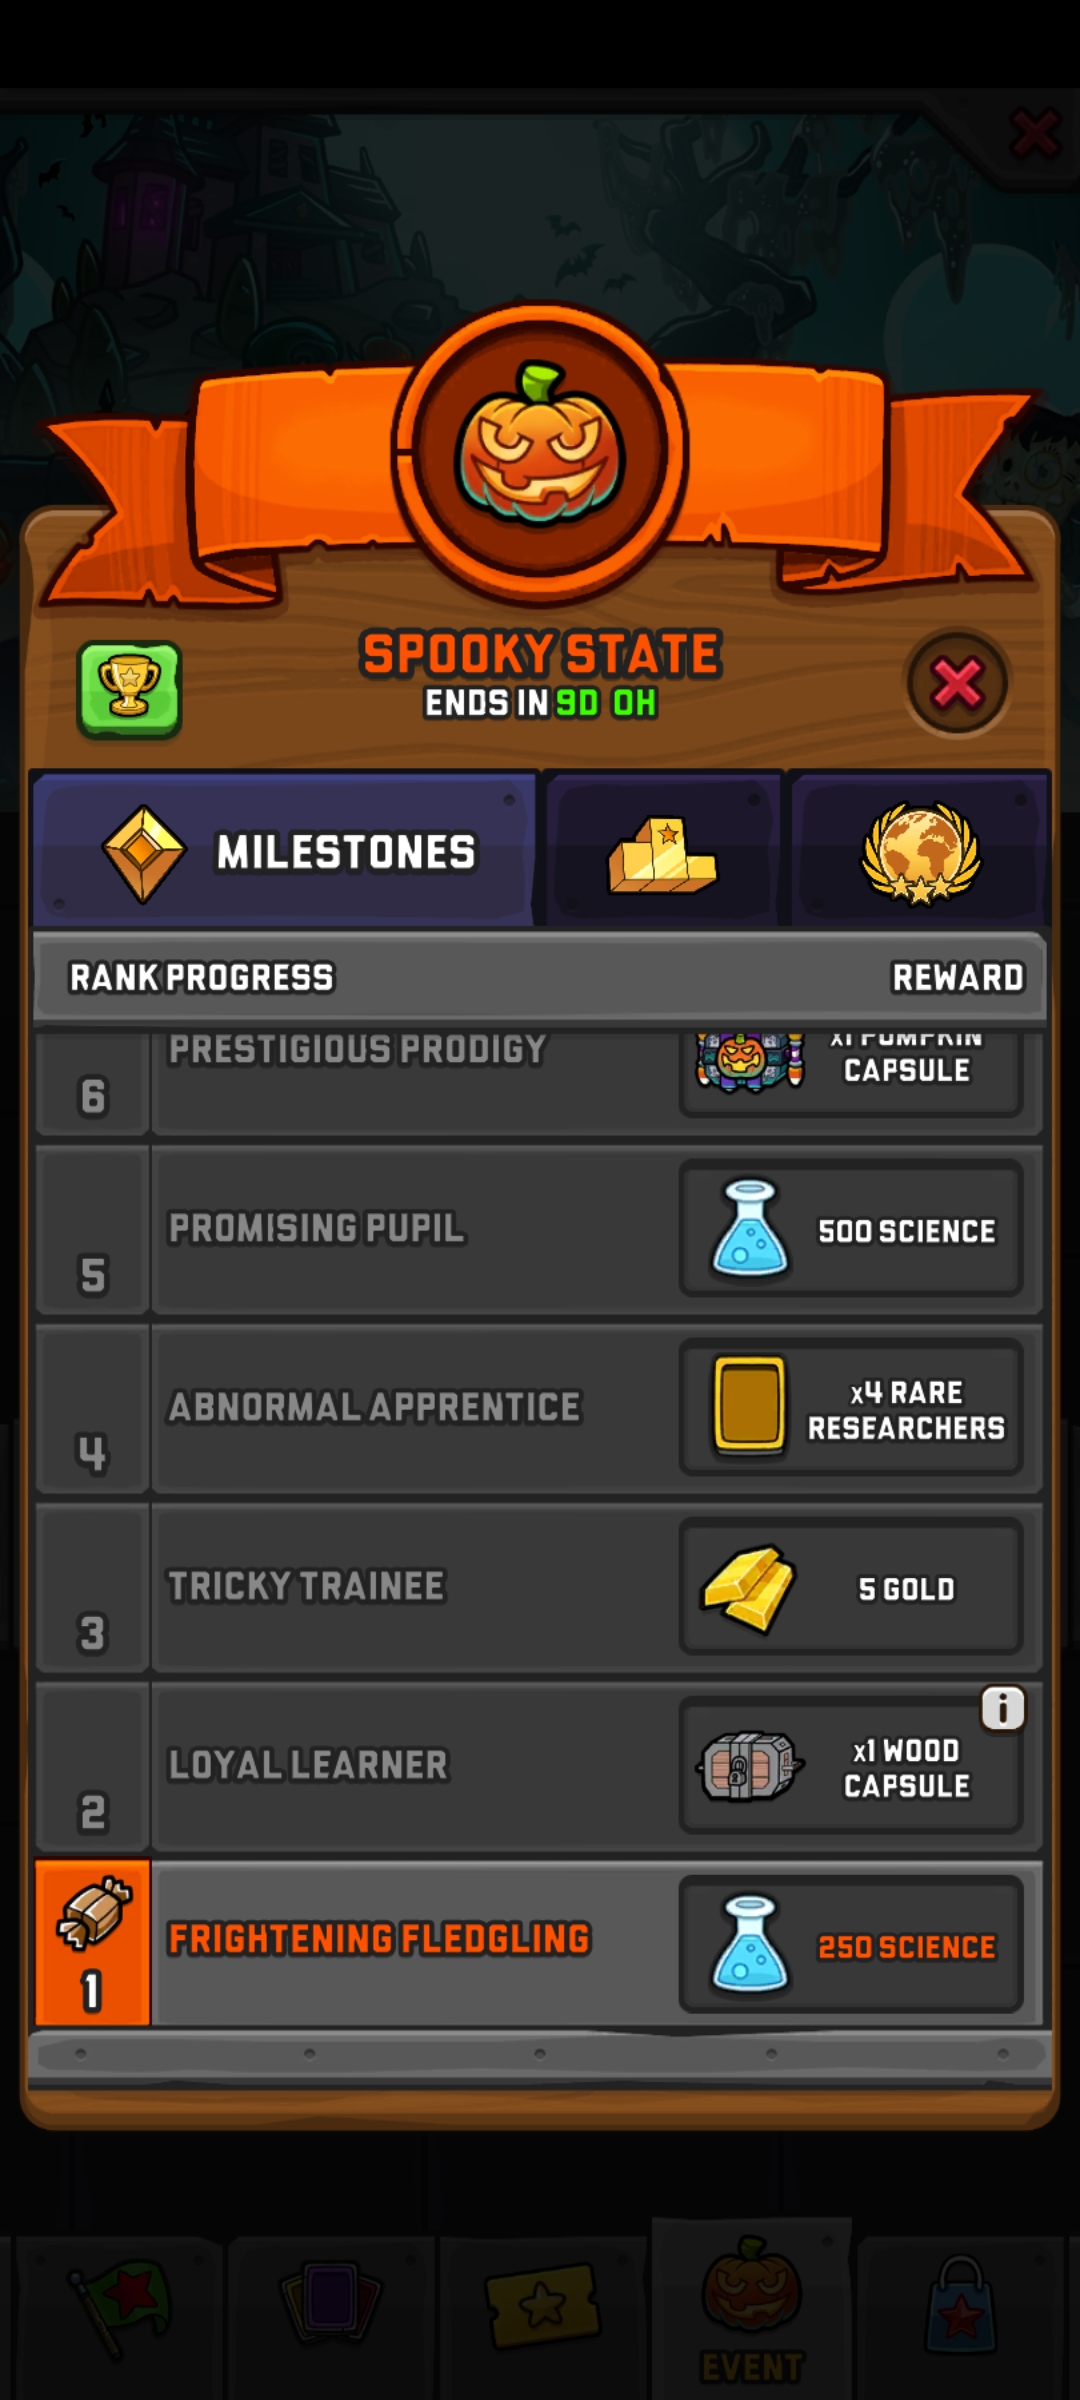 SPOOKY STATE
ENDS IN 9D 0H
MILESTONES
RANK PROGRESS
REWARD
6
PRESTIGIOUS PRODIGY
x1 PUMPKIN
CAPSULE
5
PROMISING PUPIL
500 SCIENCE
4
ABNORMAL APPRENTICE
x4 RARE
RESEARCHERS
3
TRICKY TRAINEE
5 GOLD
2
LOYAL LEARNER
i
x1 WOOD
CAPSULE
1
FRIGHTENING FLEDGLING
250 SCIENCE
EVENT